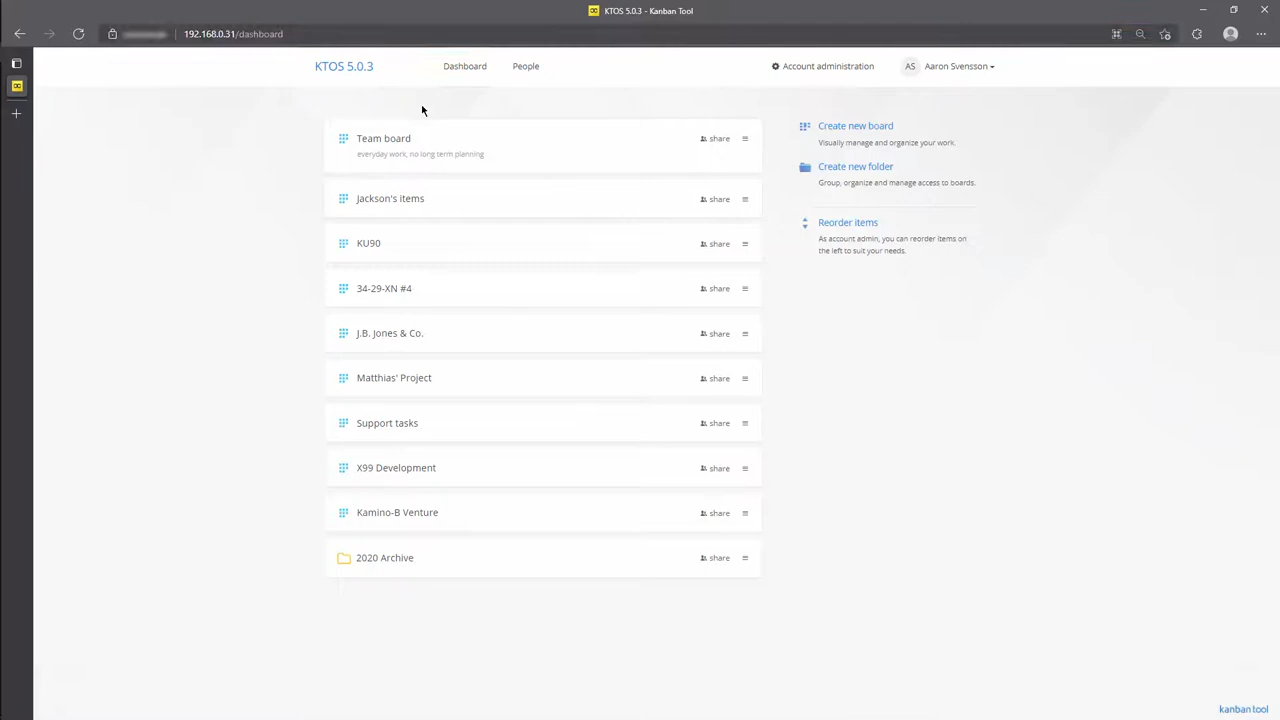 KTOS 5.0.3 - Kanban Tool
192.168.0.31/dashboard
KTOS 5.0.3
Dashboard
People
Account administration
AS
Aaron Svensson
Team board
everyday work, no long term planning
share
Jackson's items
share
KU90
share
34-29-XN #4
share
J.B. Jones & Co.
share
Matthias' Project
share
Support tasks
share
X99 Development
share
Kamino-B Venture
share
2020 Archive
share
Create new board
Visually manage and organize your work.
Create new folder
Group, organize and manage access to boards.
Reorder items
As account admin, you can reorder items on
the left to suit your needs.
kanban tool